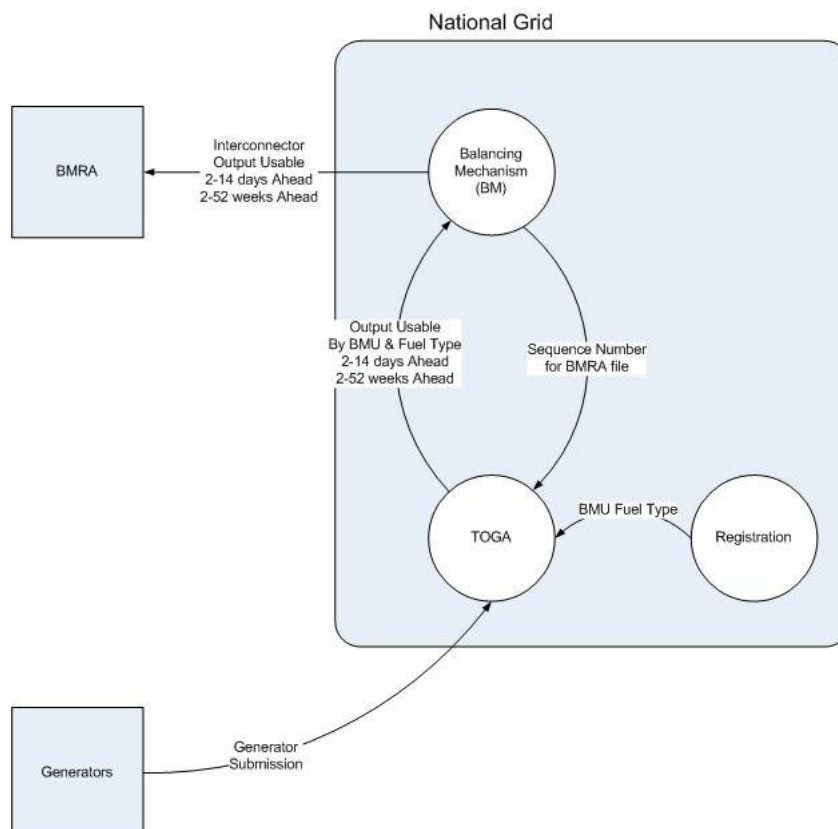 National Grid
BMRA
Interconnector
Output Usable
2-14 days Ahead
2-52 weeks Ahead
Balancing
Mechanism
(BM)
Output Usable
By BMU & Fuel Type
2-14 days Ahead
2-52 weeks Ahead
Sequence Number
for BMRA file
TOGA
BMU Fuel Type
Registration
Generators
Generator
Submission